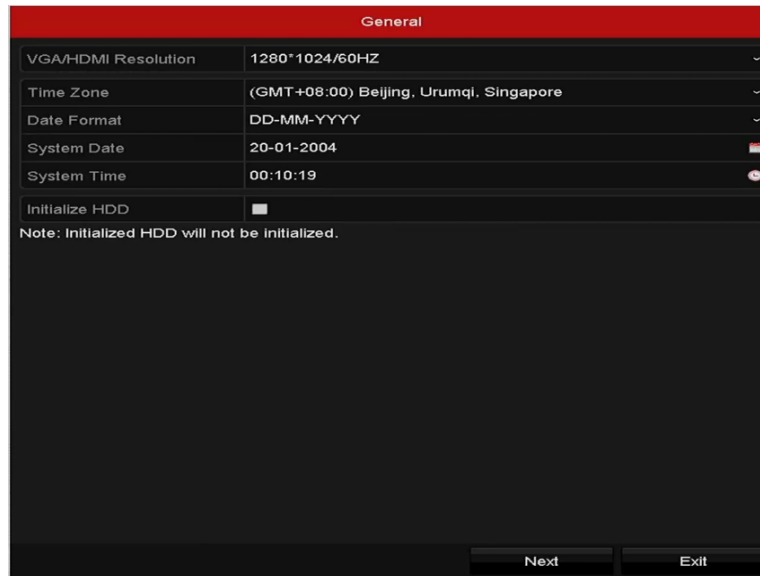 General
VGA/HDMI Resolution 1280*1024/60HZ
Time Zone (GMT+08:00) Beijing, Urumqi, Singapore
Date Format DD-MM-YYYY
System Date 20-01-2004
System Time 00:10:19
Initialize HDD
Note: Initialized HDD will not be initialized.
Next Exit